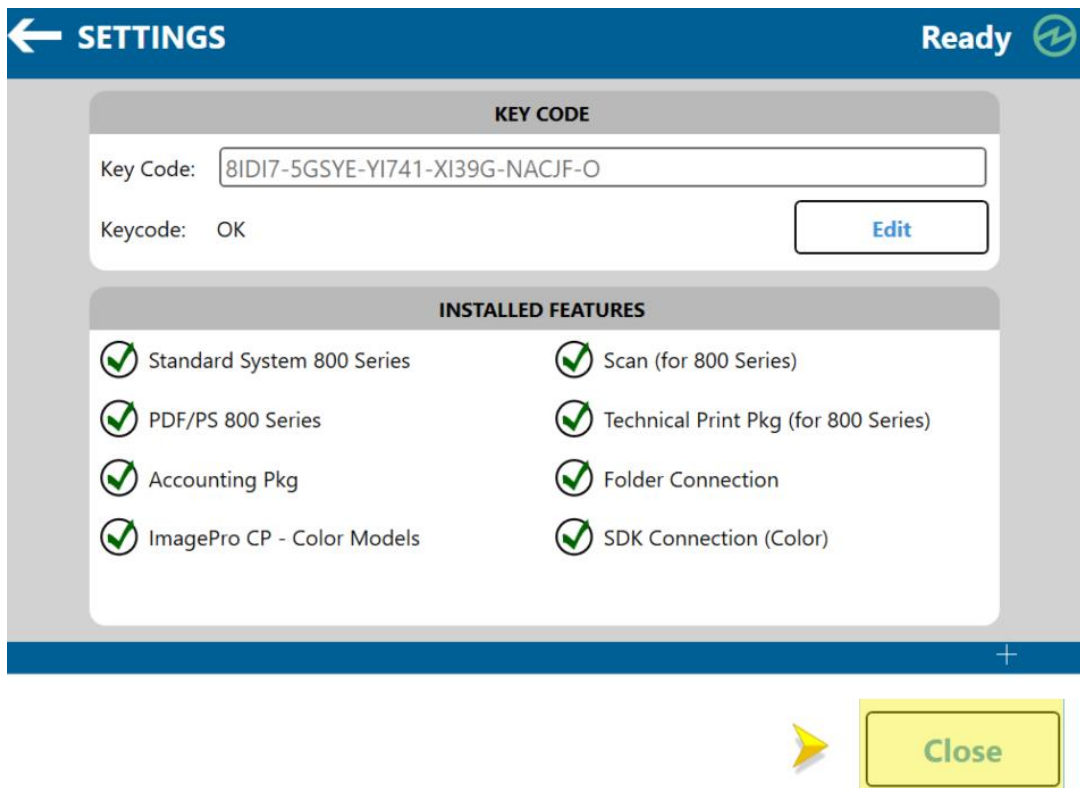 SETTINGS
Ready
KEY CODE
Key Code: 8IDI7-5GSYE-YI741-XI39G-NACJF-O
Keycode: OK
Edit
INSTALLED FEATURES
Standard System 800 Series
Scan (for 800 Series)
PDF/PS 800 Series
Technical Print Pkg (for 800 Series)
Accounting Pkg
Folder Connection
ImagePro CP - Color Models
SDK Connection (Color)
Close